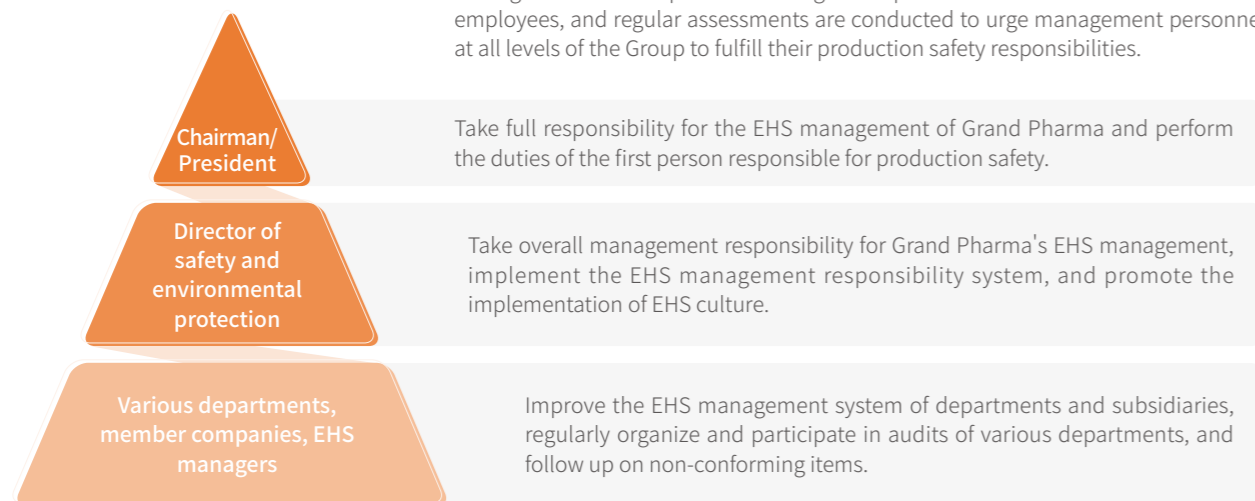 employees, and regular assessments are conducted to urge management personne
at all levels of the Group to fulfill their production safety responsibilities.
Chairman/
President
Take full responsibility for the EHS management of Grand Pharma and perform
the duties of the first person responsible for production safety.
Director of
safety and
environmental
protection
Take overall management responsibility for Grand Pharma's EHS management,
implement the EHS management responsibility system, and promote the
implementation of EHS culture.
Various departments,
member companies, EHS
managers
Improve the EHS management system of departments and subsidiaries,
regularly organize and participate in audits of various departments, and
follow up on non-conforming items.